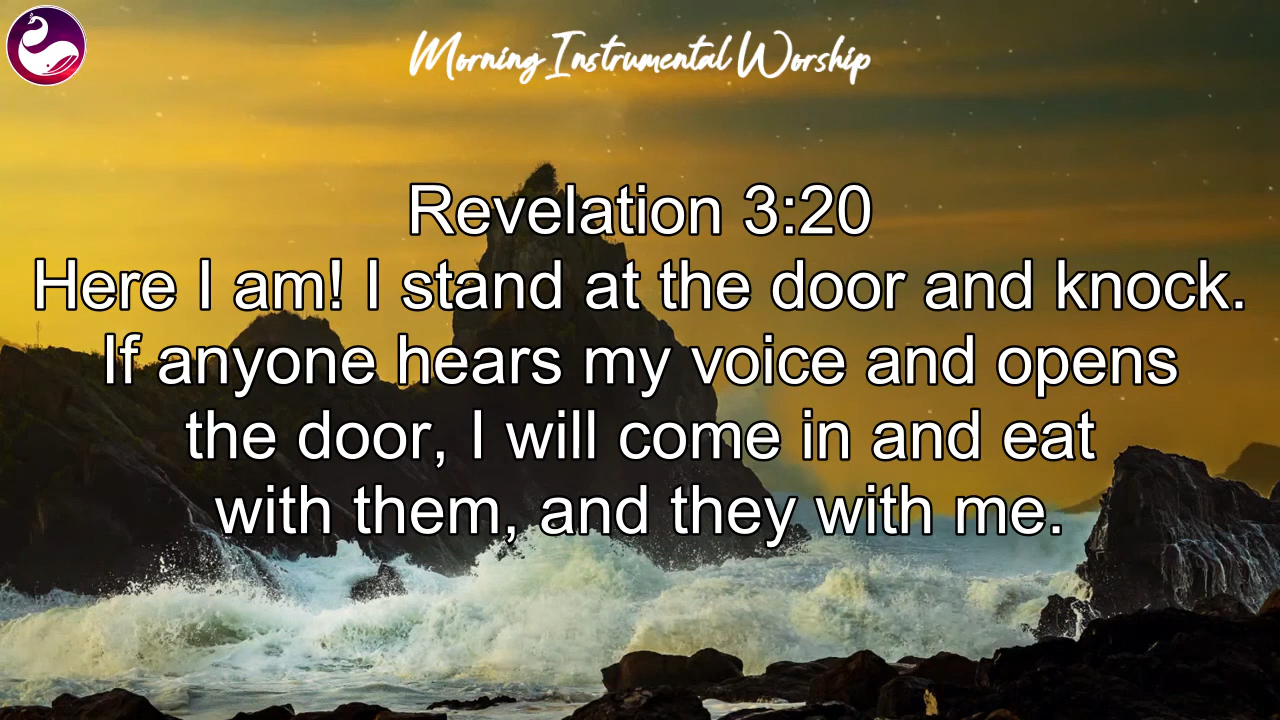 Morning Instrumental Worship
Revelation 3:20
Here I am! I stand at the door and knock.
If anyone hears my voice and opens
the door, I will come in and eat
with them, and they with me.